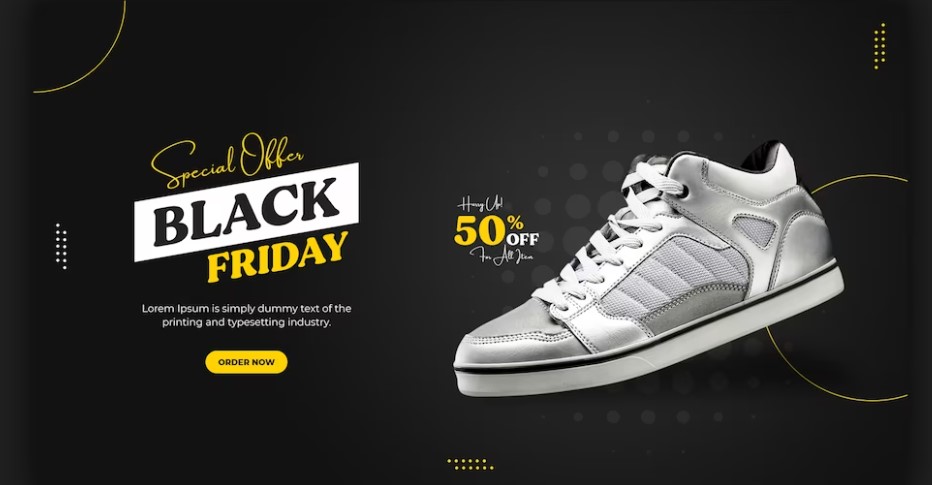 Special Offer
BLACK
FRIDAY
Lorem Ipsum is simply dummy text of the
printing and typesetting industry.
ORDER NOW
Hurry Up!
50%
OFF
For All Item